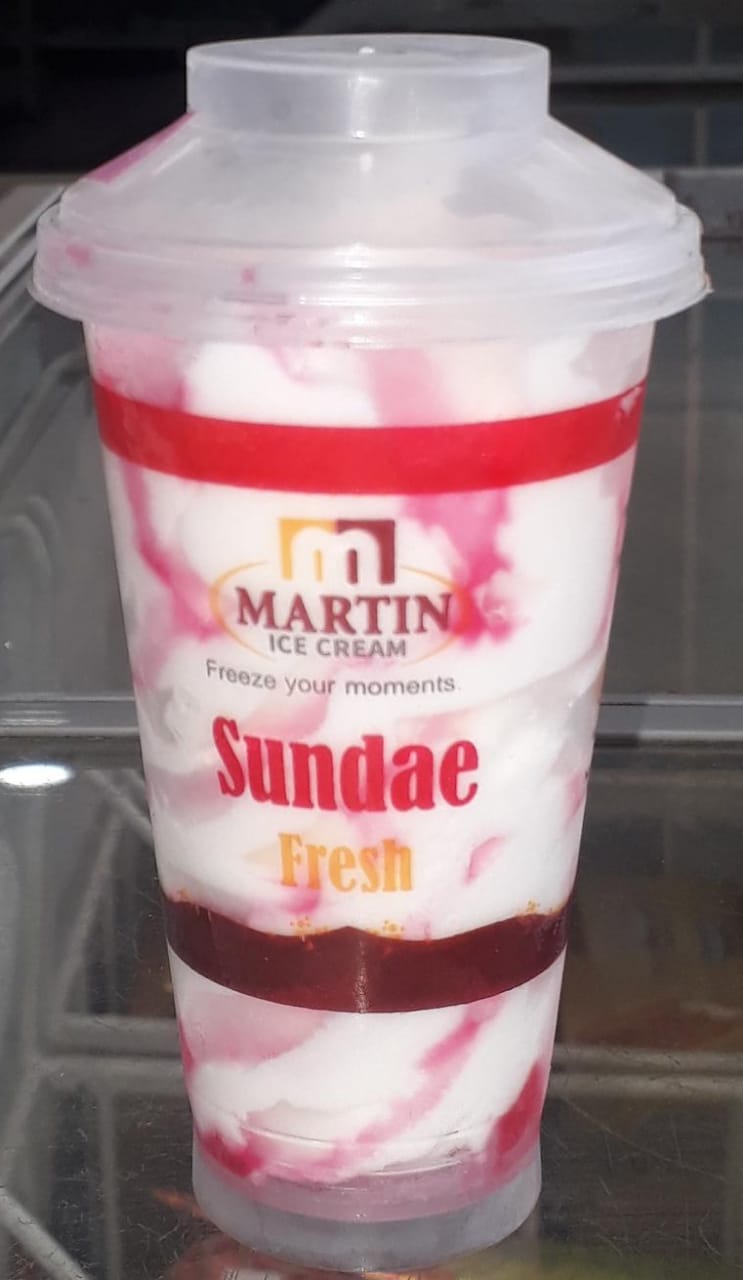 m
MARTIN
ICE CREAM
Freeze your moments.
Sundae
Fresh